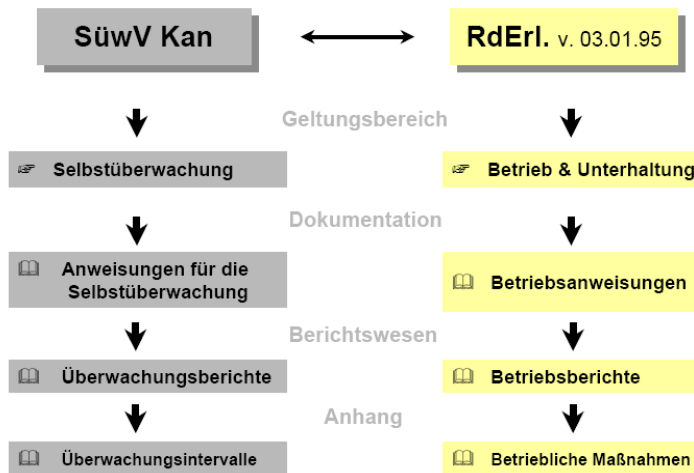 SüwV Kan
RdErl. v. 03.01.95
Geltungsbereich
Selbstüberwachung
Betrieb & Unterhaltung
Dokumentation
Anweisungen für die
Selbstüberwachung
Betriebsanweisungen
Berichtswesen
Überwachungsberichte
Betriebsberichte
Anhang
Überwachungsintervalle
Betriebliche Maßnahmen